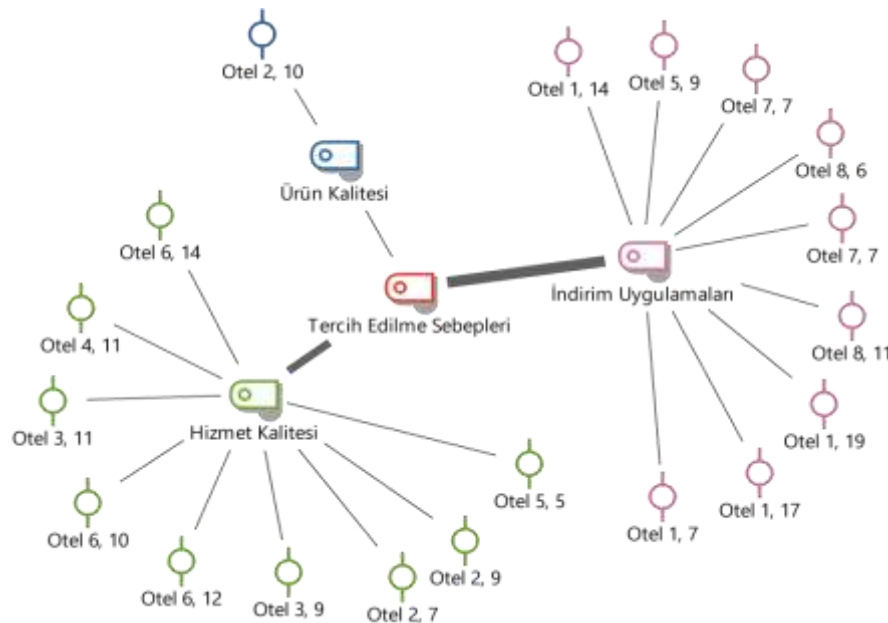 Otel 2, 10
Otel 1, 14
Otel 5, 9
Otel 7, 7
Otel 8, 6
Ürün Kalitesi
Otel 6, 14
Otel 7, 7
İndirim Uygulamaları
Tercih Edilme Sebepleri
Otel 4, 11
Otel 8, 11
Otel 3, 11
Hizmet Kalitesi
Otel 1, 19
Otel 5, 5
Otel 1, 17
Otel 1, 7
Otel 6, 10
Otel 2, 9
Otel 6, 12
Otel 3, 9
Otel 2, 7